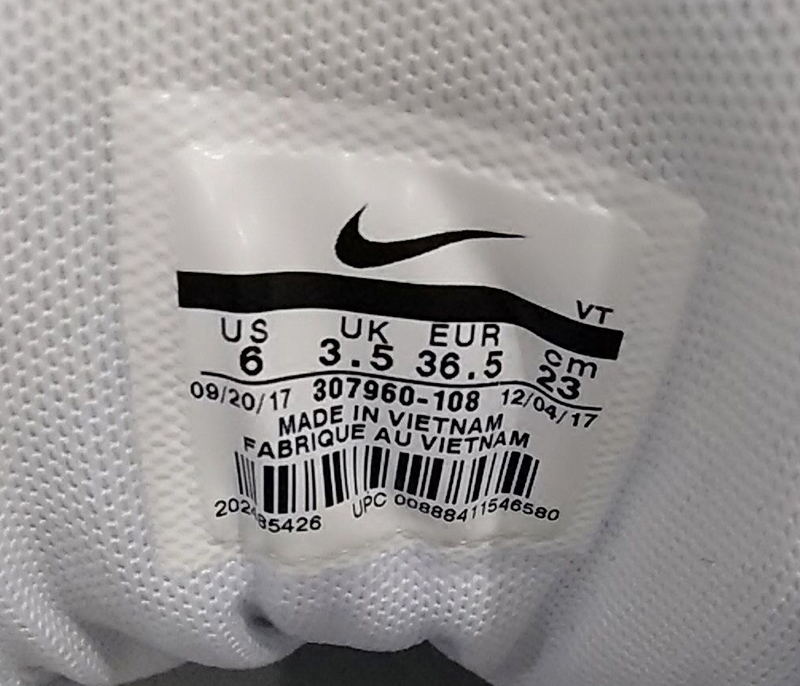 VT
US UK EUR cm
6 3.5 36.5 23
09/20/17 307960-108 12/04/17
MADE IN VIETNAM
FABRIQUE AU VIETNAM
UPC 00888411546580